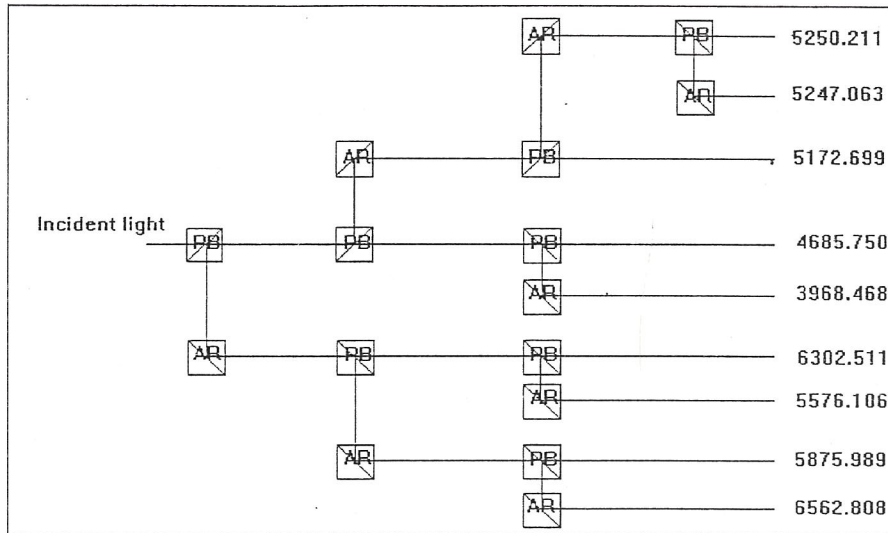 AR PB 5250.211
AR 5247.063
AR PB 5172.699
Incident light PB PB PB 4685.750
AR 3968.468
AR PB PB 6302.511
AR 5576.106
AR PB 5875.989
AR 6562.808